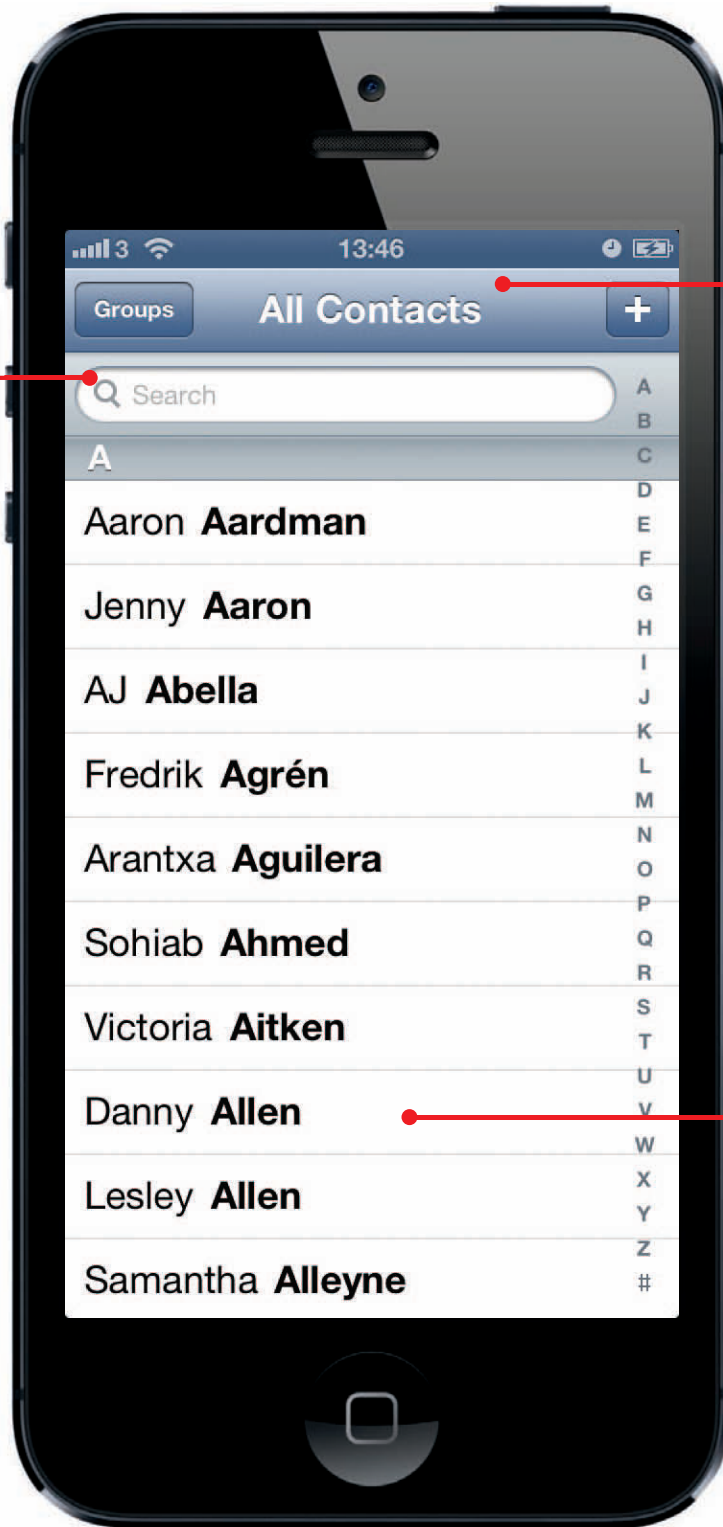 3 13:46
Groups All Contacts +
Search
A
Aaron Aardman
Jenny Aaron
AJ Abella
Fredrik Agrén
Arantxa Aguilera
Sohiab Ahmed
Victoria Aitken
Danny Allen
Lesley Allen
Samantha Alleyne
A
B
C
D
E
F
G
H
I
J
K
L
M
N
O
P
Q
R
S
T
U
V
W
X
Y
Z
#